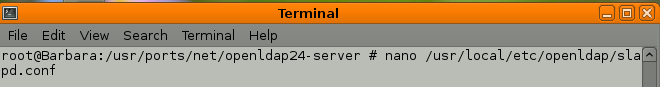 Terminal
File Edit View Search Terminal Help
root@Barbara:/usr/ports/net/openldap24-server # nano /usr/local/etc/openldap/sla
pd.conf